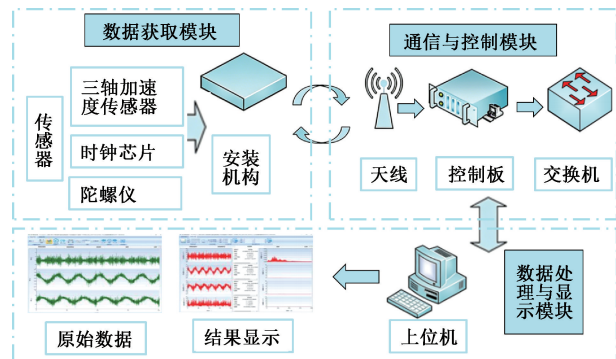 数据获取模块
传感器
三轴加速
度传感器
时钟芯片
陀螺仪
安装
机构
通信与控制模块
天线
控制板
交换机
原始数据
结果显示
上位机
数据处
理与显
示模块